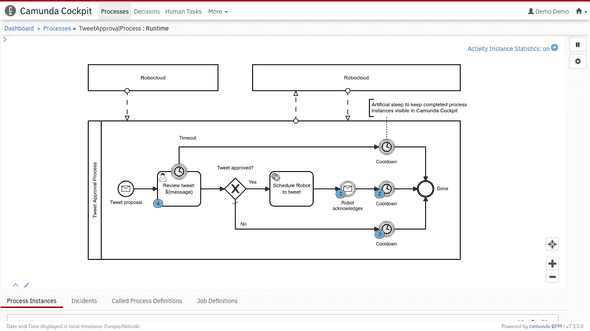 Camunda Cockpit Processes Decisions Human Tasks More Demo Demo
Dashboard » Processes » TweetApprovalProcess : Runtime
Activity Instance Statistics: on
Robocloud
Robocloud
Artificial sleep to keep completed process
instances visible in Camunda Cockpit
Timeout
Cooldown
Tweet Approval Process
Tweet proposal
Review tweet:
${message}
Tweet approved?
Yes
Schedule Robot
to tweet
Robot
acknowledges
Cooldown
Done
No
Cooldown
Process Instances Incidents Called Process Definitions Job Definitions
Date and Time displayed in local timezone: Europe/Helsinki
Powered by camunda BPM / v7.11.0